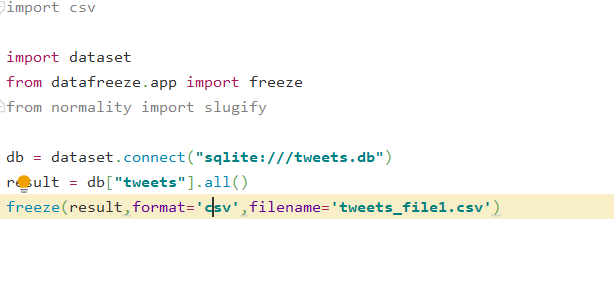 import csv
import dataset
from datafreeze.app import freeze
from normality import slugify
db = dataset.connect("sqlite:///tweets.db")
result = db["tweets"].all()
freeze(result,format='csv',filename='tweets_file1.csv')